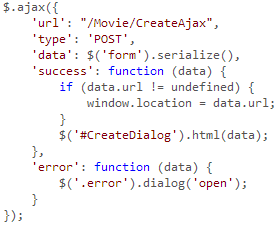 $.ajax({
    'url': "/Movie/CreateAjax",
    'type': 'POST',
    'data': $('form').serialize(),
    'success': function (data) {
        if (data.url != undefined) {
            window.location = data.url;
        }
        $('#CreateDialog').html(data);
    },
    'error': function (data) {
        $('.error').dialog('open');
    }
});